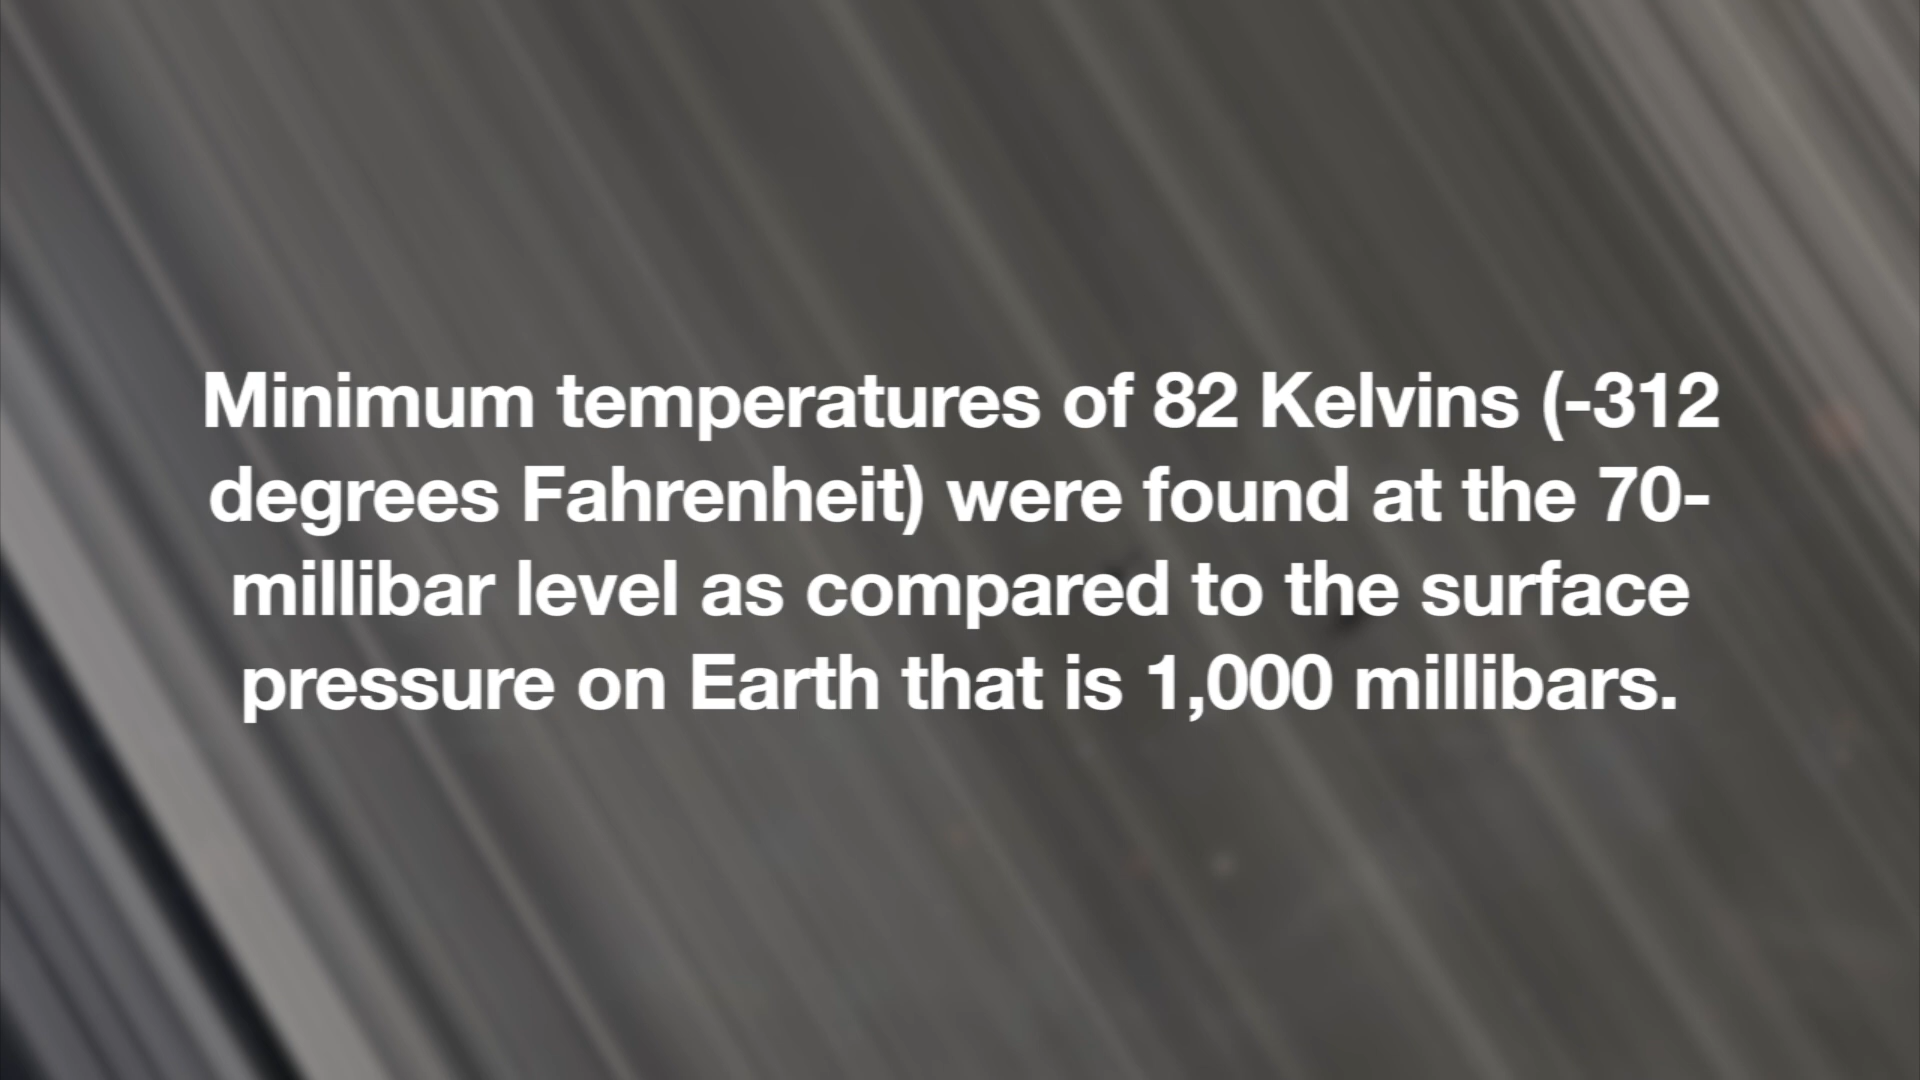 Minimum temperatures of 82 Kelvins (-312
degrees Fahrenheit) were found at the 70-
millibar level as compared to the surface
pressure on Earth that is 1,000 millibars.